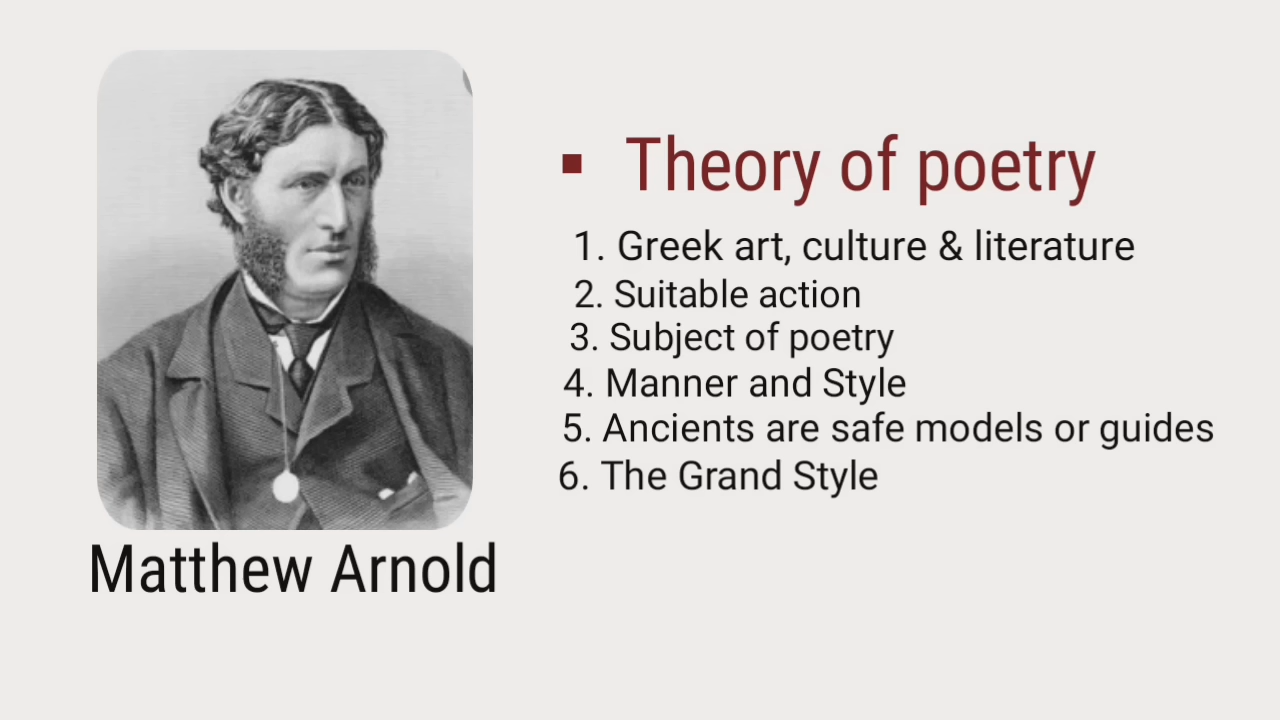 Theory of poetry
1. Greek art, culture & literature
2. Suitable action
3. Subject of poetry
4. Manner and Style
5. Ancients are safe models or guides
6. The Grand Style
Matthew Arnold